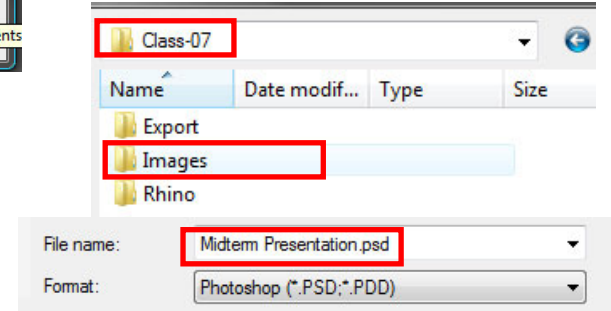 ents
Class-07
Name Date modif... Type Size
Export
Images
Rhino
File name: Midterm Presentation.psd
Format: Photoshop (*.PSD;*.PDD)